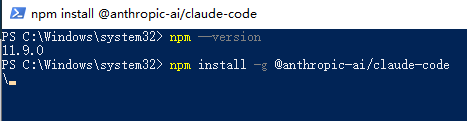 npm install @anthropic-ai/claude-code
PS C:\Windows\system32> npm --version
11.9.0
PS C:\Windows\system32> npm install -g @anthropic-ai/claude-code
\